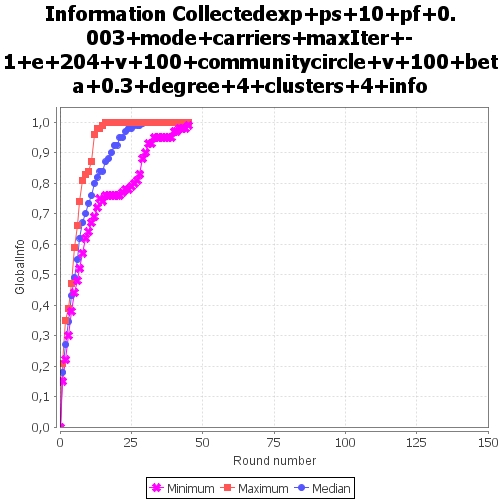 Information Collectedexp+ps+10+pf+0.
003+mode+carriers+maxIter+-
1+e+204+v+100+communitycircle+v+100+bet
a+0.3+degree+4+clusters+4+info
1,0
0,9
0,8
0,7
0,6
0,5
0,4
0,3
0,2
0,1
0,0
GlobalInfo
0 25 50 75 100 125 150
Round number
Minimum Maximum Median